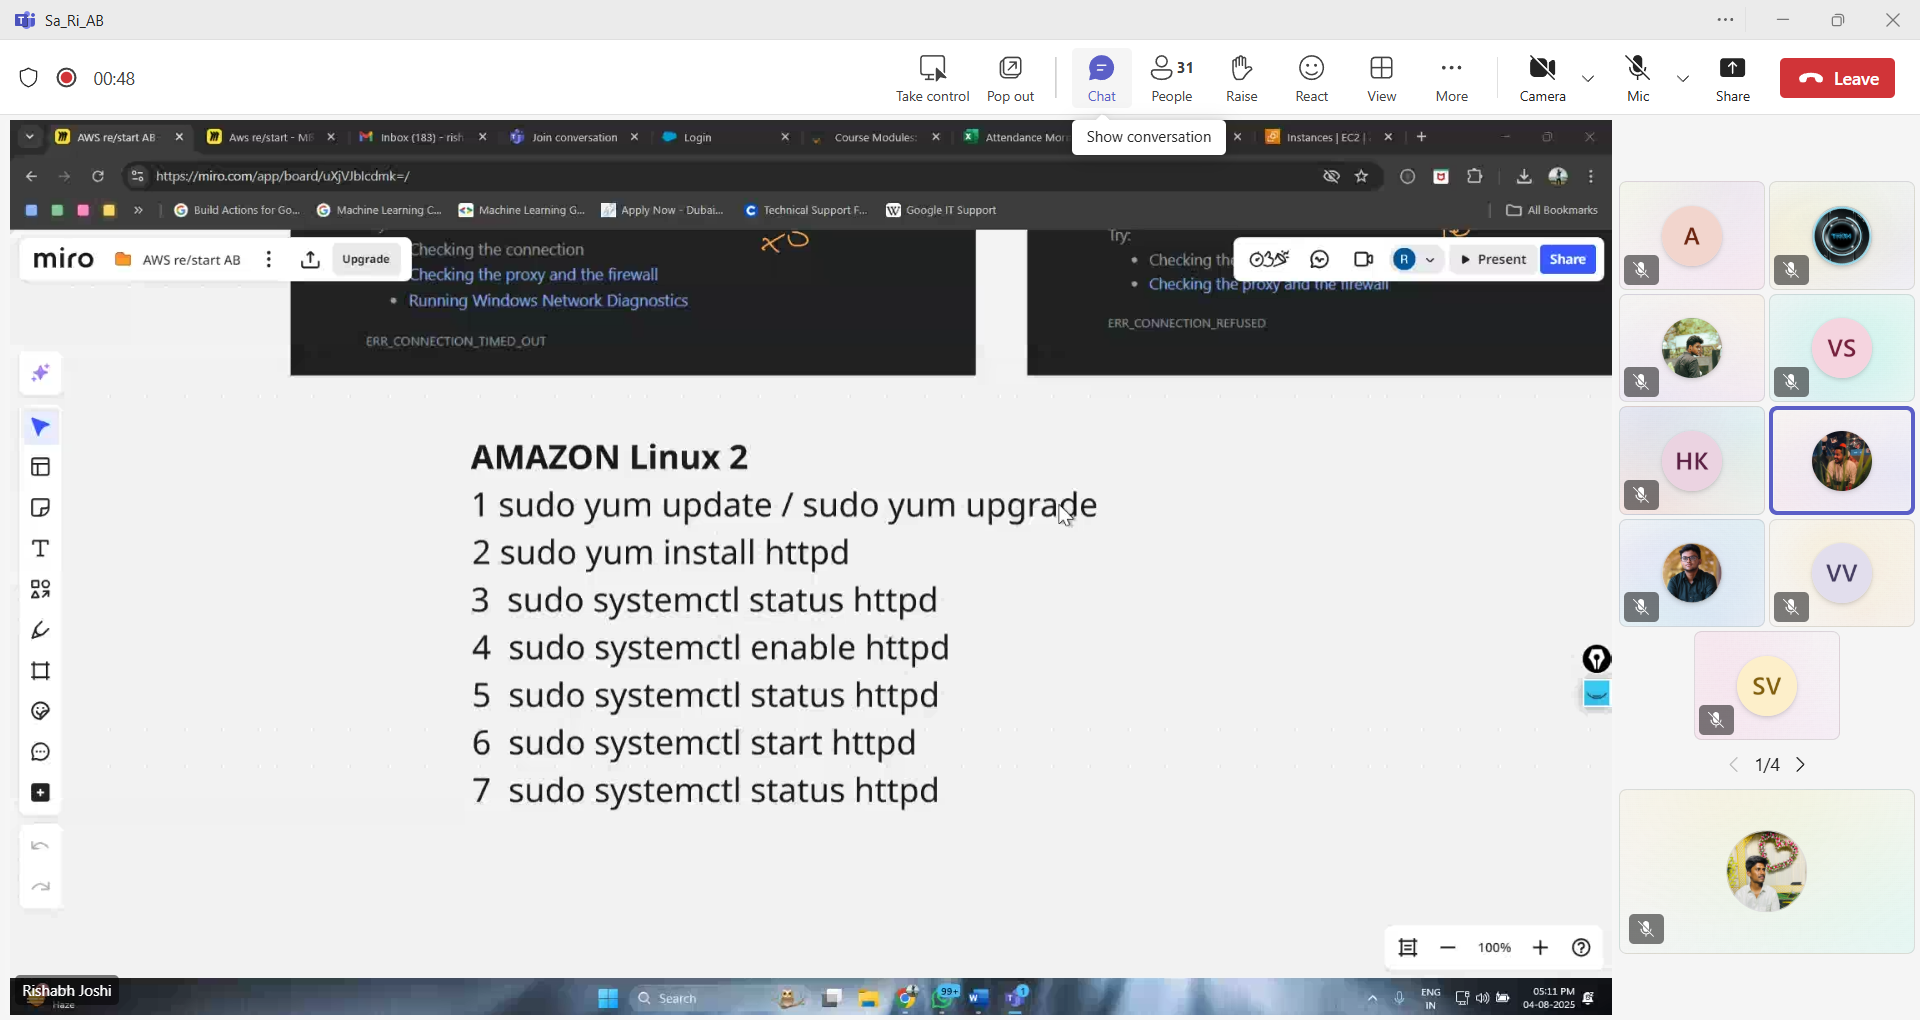 Sa_Ri_AB
00:48
Take control
Pop out
Chat
31
People
Raise
React
View
More
Camera
Mic
Share
Leave
Show conversation
AWS re/start AB
Aws re/start - M
Inbox (183) - rish
Join conversation
Login
Course Modules:
Attendance Mor
Instances | EC2 |
https://miro.com/app/board/uXjVJblcdmk=/
Build Actions for Go...
Machine Learning C...
Machine Learning G...
Apply Now - Dubai...
Technical Support F...
Google IT Support
All Bookmarks
miro
AWS re/start AB
Upgrade
R
Present
Share
Checking the connection
Checking the proxy and the firewall
Running Windows Network Diagnostics
ERR_CONNECTION_TIMED_OUT
Try:
Checking the
Checking the proxy and the firewall
ERR_CONNECTION_REFUSED
AMAZON Linux 2
1 sudo yum update / sudo yum upgrade
2 sudo yum install httpd
3 sudo systemctl status httpd
4 sudo systemctl enable httpd
5 sudo systemctl status httpd
6 sudo systemctl start httpd
7 sudo systemctl status httpd
100%
A
VS
HK
VV
SV
1/4
Rishabh Joshi
Haze
Search
99+
1
ENG
IN
05:11 PM
04-08-2025